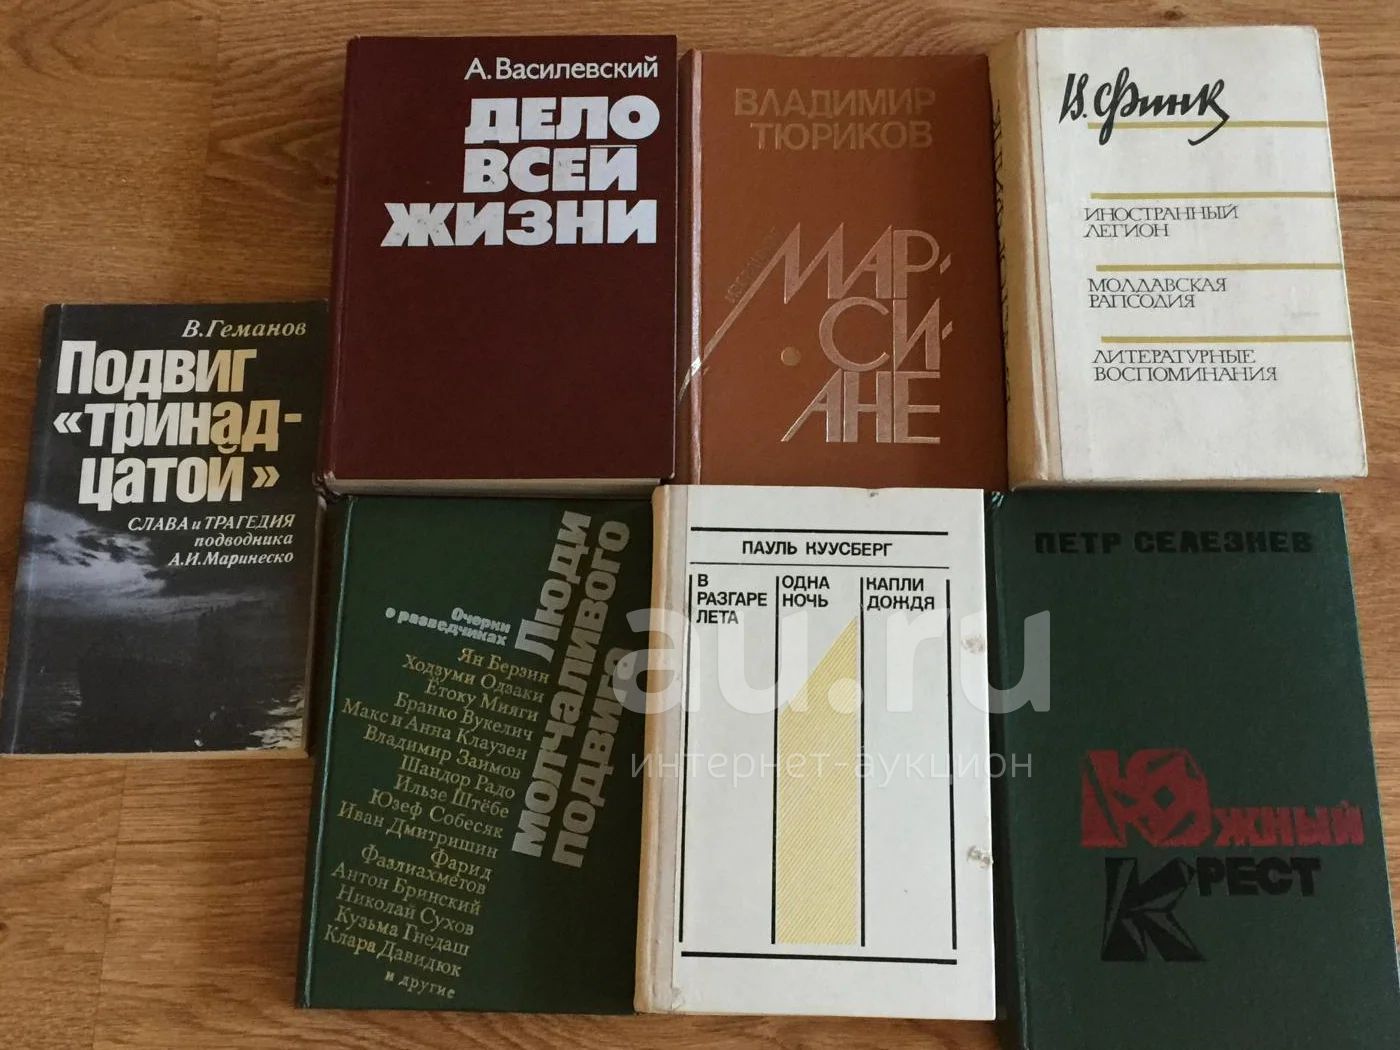 В. Геманов
Подвиг
«тринад-
цатой»
СЛАВА и ТРАГЕДИЯ
подводника
А.И. Маринеско
А. Василевский
ДЕЛО
ВСЕЙ
ЖИЗНИ
ВЛАДИМИР
ТЮРИКОВ
МАР-
СИ-
АНЕ
В. Финк
ИНОСТРАННЫЙ
ЛЕГИОН
МОЛДАВСКАЯ
РАПСОДИЯ
ЛИТЕРАТУРНЫЕ
ВОСПОМИНАНИЯ
Люди
молчаливого
подвига
Очерки
о разведчиках
Ян Берзин
Ходзуми Одзаки
Ётоку Мияги
Бранко Вукелич
Макс и Анна Клаузен
Владимир Заимов
Шандор Радо
Ильзе Штёбе
Юзеф Собесяк
Иван Дмитришин
Фарид
Фазлиахметов
Антон Бринский
Николай Сухов
Кузьма Гнедаш
Клара Давидюк
и другие
ПАУЛЬ КУУСБЕРГ
В
РАЗГАРЕ
ЛЕТА
ОДНА
НОЧЬ
КАПЛИ
ДОЖДЯ
ПЕТР СЕЛЕЗНЕВ
ЮЖНЫЙ
КРЕСТ
au.ru
интернет-аукцион